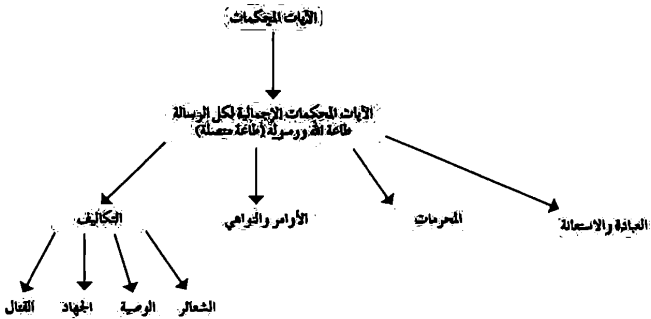 الآيات المحكمات
الآيات المحكمات الإجمالية لكل الرسالة
طاعة الله ورسوله (طاعة متصلة)
العبادة والاستعانة
المحرمات
الأوامر والنواهي
التكاليف
الشعائر
الوصية
الجهاد
القتال